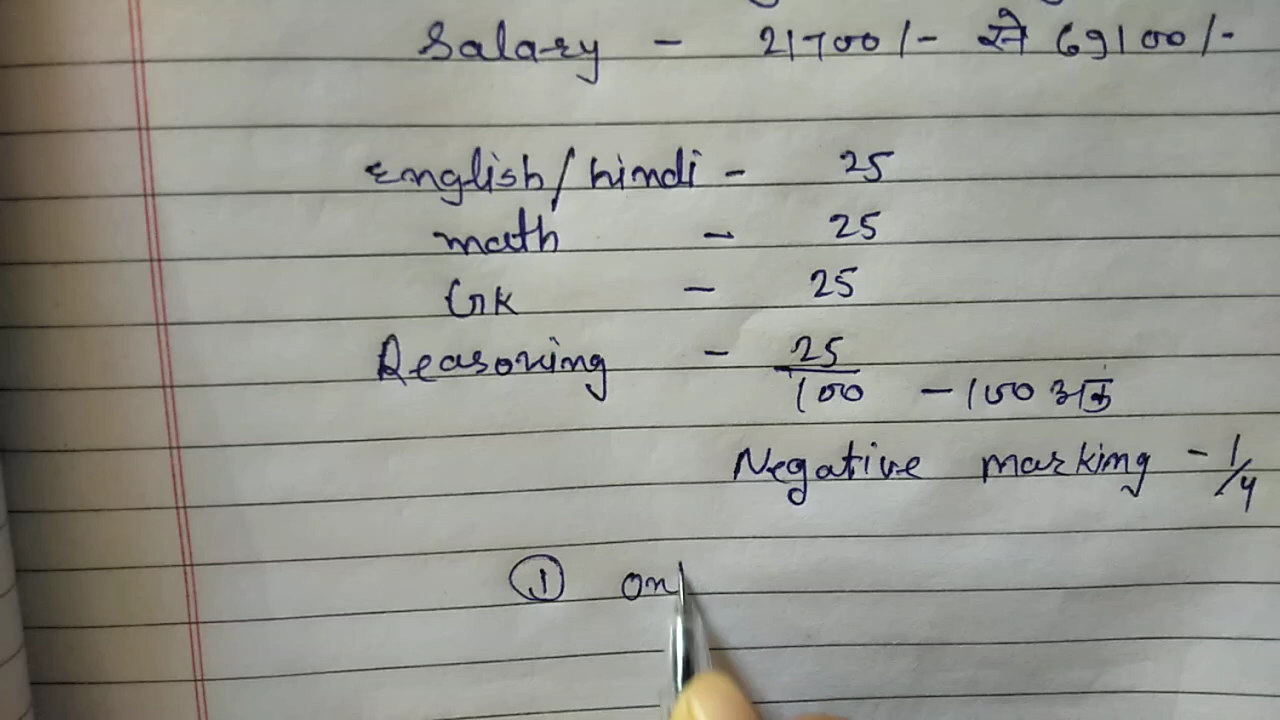 Salary - 21700/- से 69100/-
English/hindi - 25
math - 25
GK - 25
Reasoning - 25
100 - 100 अंक
Negative marking - 1/4
① onl